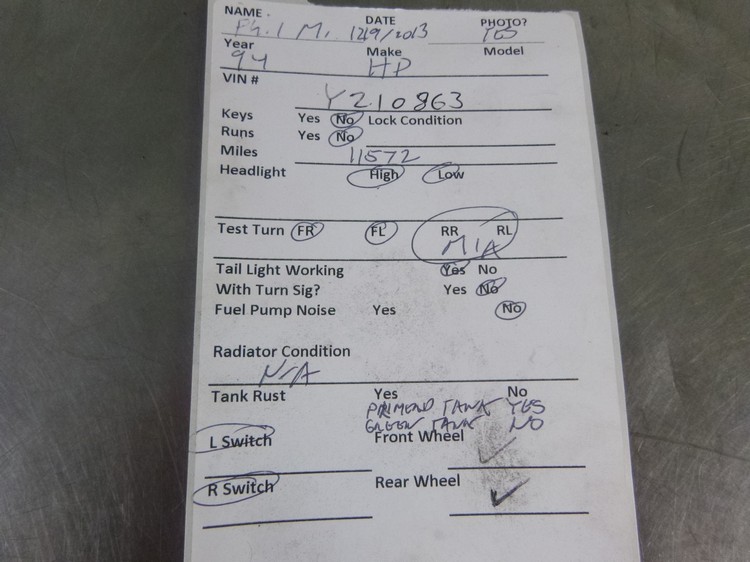 NAME DATE PHOTO?
Phil M. 12/9/2013 YES
Year Make Model
94 HD
VIN #
Y210863
Keys Yes No Lock Condition
Runs Yes No
Miles 11572
Headlight High Low
Test Turn FR FL RR RL
MIA
Tail Light Working Yes No
With Turn Sig? Yes No
Fuel Pump Noise Yes No
Radiator Condition
N/A
Tank Rust Yes No
TANK YES
GREEN TANK NO
L Switch Front Wheel
R Switch Rear Wheel